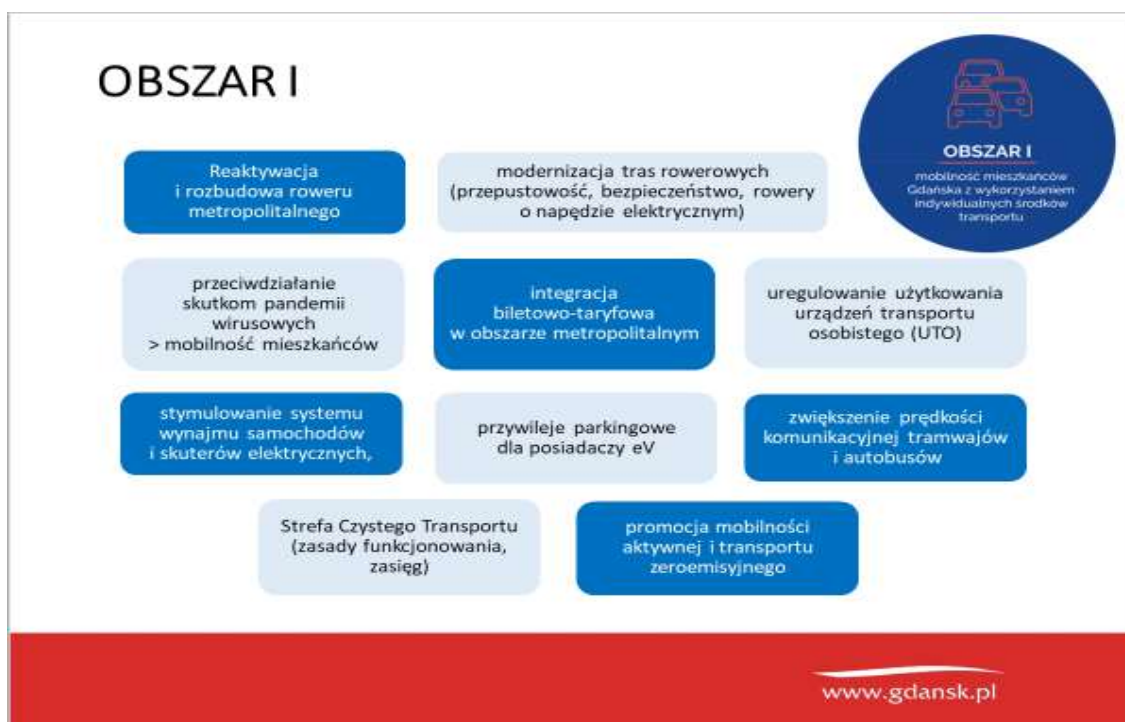 OBSZAR I
OBSZAR I
mobilność mieszkańców
Gdańska z wykorzystaniem
indywidualnych środków
transportu
Reaktywacja
i rozbudowa roweru
metropolitalnego
modernizacja tras rowerowych
(przepustowość, bezpieczeństwo, rowery
o napędzie elektrycznym)
przeciwdziałanie
skutkom pandemii
wirusowych
> mobilność mieszkańców
integracja
biletowo-taryfowa
w obszarze metropolitalnym
uregulowanie użytkowania
urządzeń transportu
osobistego (UTO)
stymulowanie systemu
wynajmu samochodów
i skuterów elektrycznych,
przywileje parkingowe
dla posiadaczy eV
zwiększenie prędkości
komunikacyjnej tramwajów
i autobusów
Strefa Czystego Transportu
(zasady funkcjonowania,
zasięg)
promocja mobilności
aktywnej i transportu
zeroemisyjnego
www.gdansk.pl